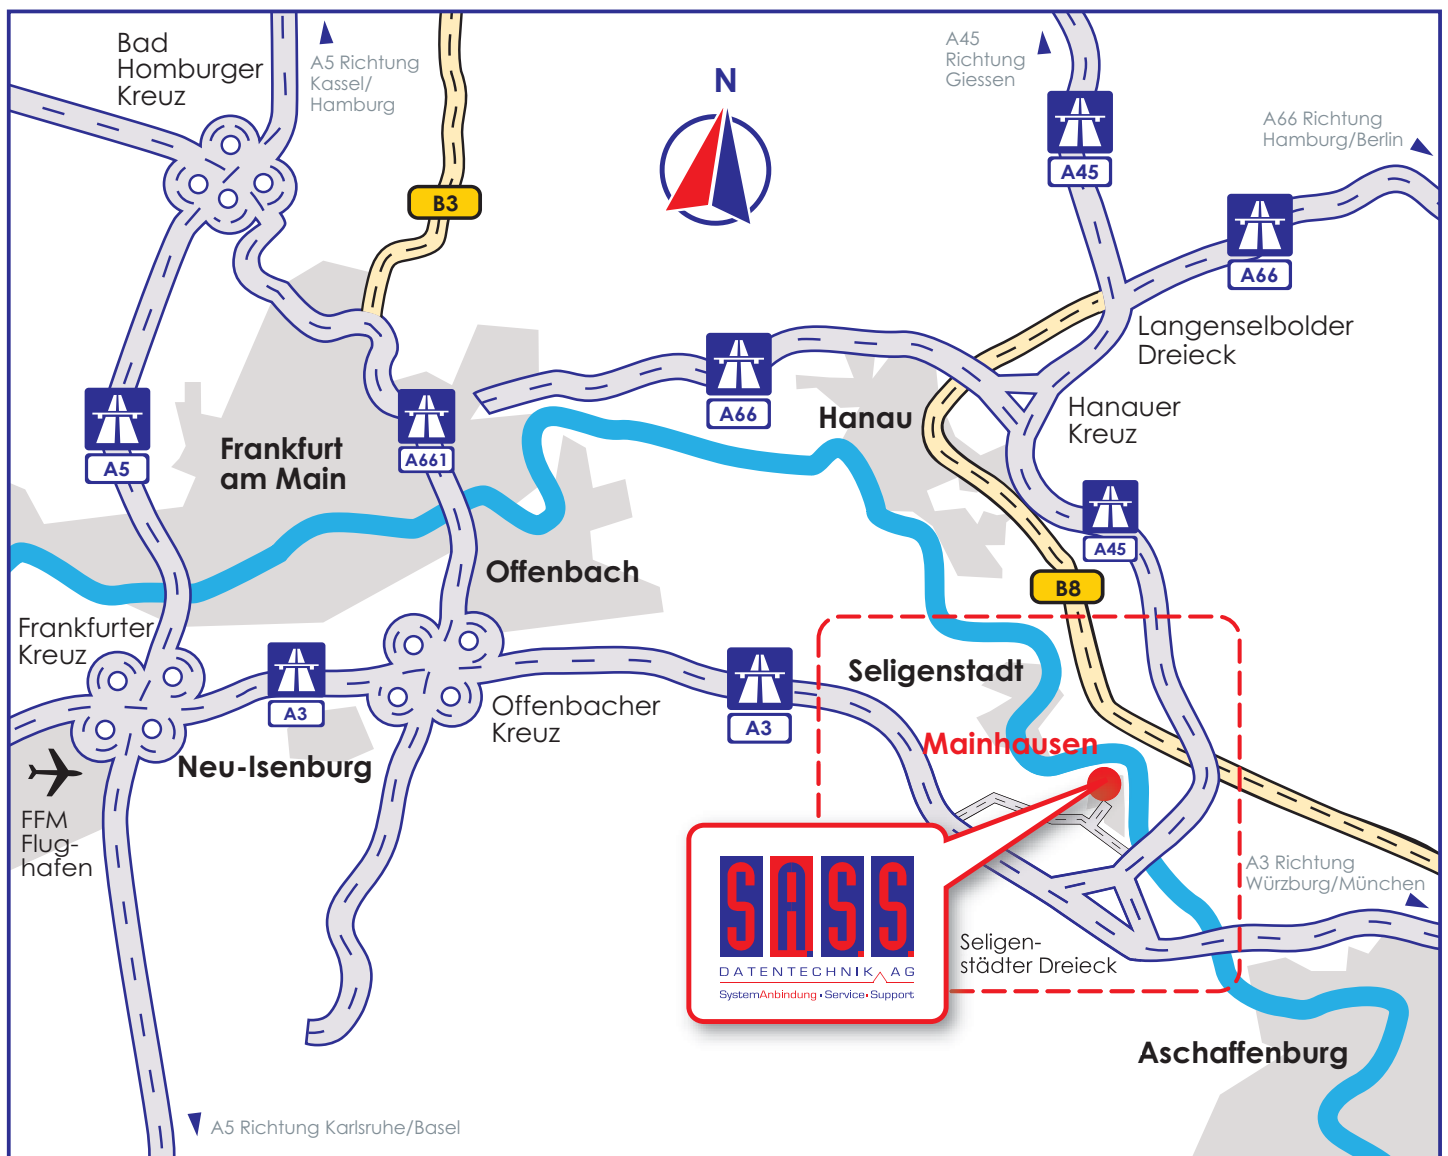 Bad
Homburger
Kreuz
A5 Richtung
Kassel/
Hamburg
N
A45
Richtung
Giessen
A66 Richtung
Hamburg/Berlin
A45
B3
A66
Langenselbolder
Dreieck
A66
Hanau
Hanauer
Kreuz
A5
Frankfurt
am Main
A661
A45
Offenbach
B8
Frankfurter
Kreuz
Seligenstadt
A3
Offenbacher
Kreuz
A3
Mainhausen
Neu-Isenburg
FFM
Flug-
hafen
A3 Richtung
Würzburg/München
S.A.S.S.
DATENTECHNIK AG
SystemAnbindung • Service • Support
Seligen-
städter Dreieck
Aschaffenburg
A5 Richtung Karlsruhe/Basel